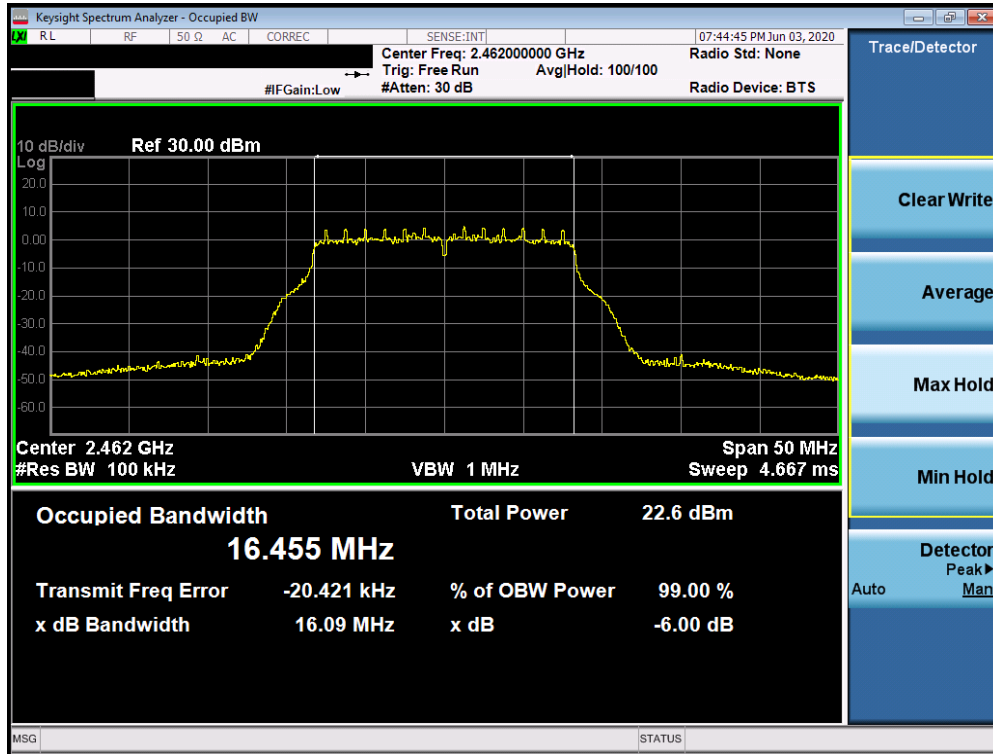 Keysight Spectrum Analyzer - Occupied BW
LXI RL RF 50 Ω AC CORREC SENSE:INT 07:44:45 PM Jun 03, 2020
Center Freq: 2.462000000 GHz Radio Std: None
Trig: Free Run Avg|Hold: 100/100
#IFGain:Low #Atten: 30 dB Radio Device: BTS
10 dB/div Ref 30.00 dBm
Log
20.0
10.0
0.00
-10.0
-20.0
-30.0
-40.0
-50.0
-60.0
Center 2.462 GHz Span 50 MHz
#Res BW 100 kHz VBW 1 MHz Sweep 4.667 ms
Occupied Bandwidth Total Power 22.6 dBm
16.455 MHz
Transmit Freq Error -20.421 kHz % of OBW Power 99.00 %
x dB Bandwidth 16.09 MHz x dB -6.00 dB
MSG STATUS
Trace/Detector
Clear Write
Average
Max Hold
Min Hold
Detector
Peak
Auto Man